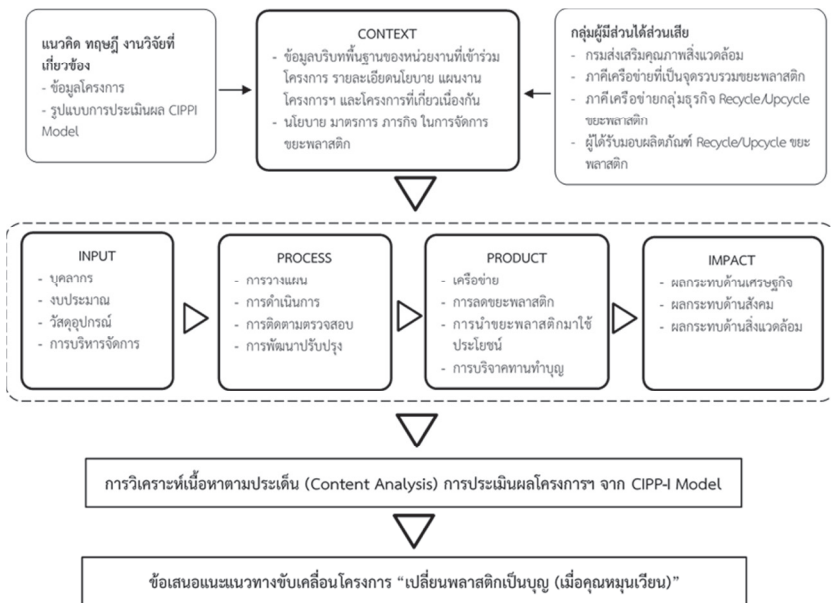 แนวคิด ทฤษฎี งานวิจัยที่
เกี่ยวข้อง
- ข้อมูลโครงการ
- รูปแบบการประเมินผล CIPPI
Model
CONTEXT
- ข้อมูลบริบทพื้นฐานของหน่วยงานที่เข้าร่วม
โครงการ รายละเอียดนโยบาย แผนงาน
โครงการฯ และโครงการที่เกี่ยวเนื่องกัน
- นโยบาย มาตรการ ภารกิจ ในการจัดการ
ขยะพลาสติก
กลุ่มผู้มีส่วนได้ส่วนเสีย
- กรมส่งเสริมคุณภาพสิ่งแวดล้อม
- ภาคีเครือข่ายที่เป็นจุดรวบรวมขยะพลาสติก
- ภาคีเครือข่ายกลุ่มธุรกิจ Recycle/Upcycle
ขยะพลาสติก
- ผู้ได้รับมอบผลิตภัณฑ์ Recycle/Upcycle ขยะ
พลาสติก
INPUT
- บุคลากร
- งบประมาณ
- วัสดุอุปกรณ์
- การบริหารจัดการ
PROCESS
- การวางแผน
- การดำเนินการ
- การติดตามตรวจสอบ
- การพัฒนาปรับปรุง
PRODUCT
- เครือข่าย
- การลดขยะพลาสติก
- การนำขยะพลาสติกมาใช้
ประโยชน์
- การบริจาคทานทำบุญ
IMPACT
- ผลกระทบด้านเศรษฐกิจ
- ผลกระทบด้านสังคม
- ผลกระทบด้านสิ่งแวดล้อม
การวิเคราะห์เนื้อหาตามประเด็น (Content Analysis) การประเมินผลโครงการฯ จาก CIPP-I Model
ข้อเสนอแนะแนวทางขับเคลื่อนโครงการ “เปลี่ยนพลาสติกเป็นบุญ (เมื่อคุณหมุนเวียน)”